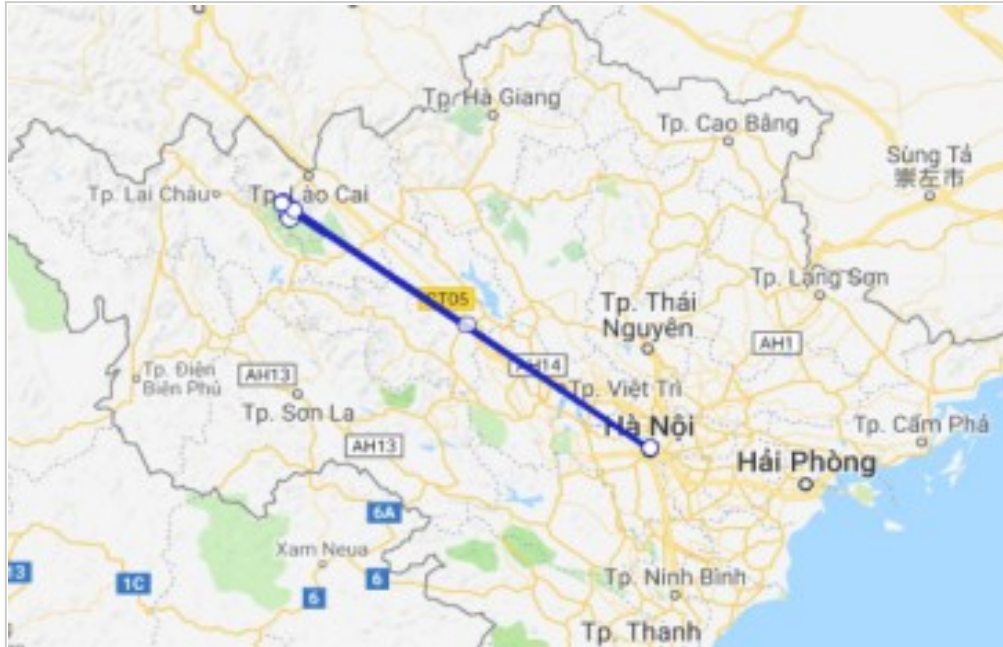 Tp. Hà Giang
Tp. Cao Bằng
Sùng Tả
崇左市
Tp. Lai Châu
Tp. Lào Cai
Tp. Lạng Sơn
CT05
Tp. Thái
Nguyên
AH1
AH14
Tp. Điện
Biên Phủ
AH13
Tp. Việt Trì
Tp. Sơn La
Hà Nội
Tp. Cẩm Phả
AH13
Hải Phòng
6A
Xam Neua
13
1C
6
6
Tp. Ninh Bình
Tp. Thanh